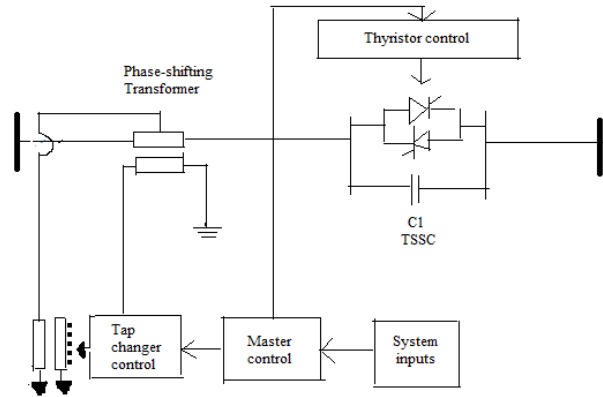 Thyristor control
Phase-shifting
Transformer
C1
TSSC
Tap
changer
control
Master
control
System
inputs